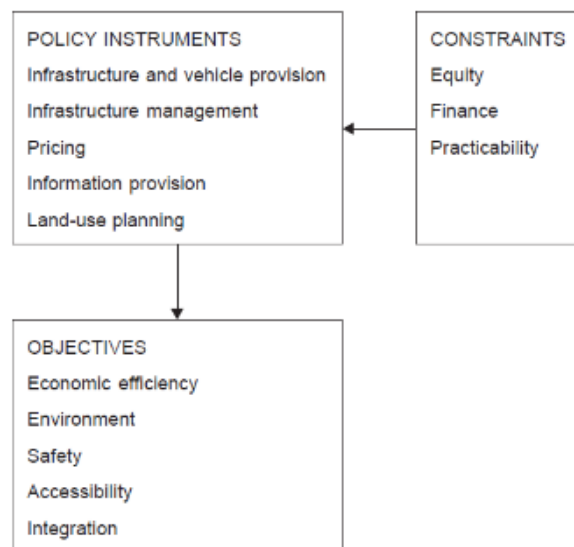 POLICY INSTRUMENTS
Infrastructure and vehicle provision
Infrastructure management
Pricing
Information provision
Land-use planning
CONSTRAINTS
Equity
Finance
Practicability
OBJECTIVES
Economic efficiency
Environment
Safety
Accessibility
Integration